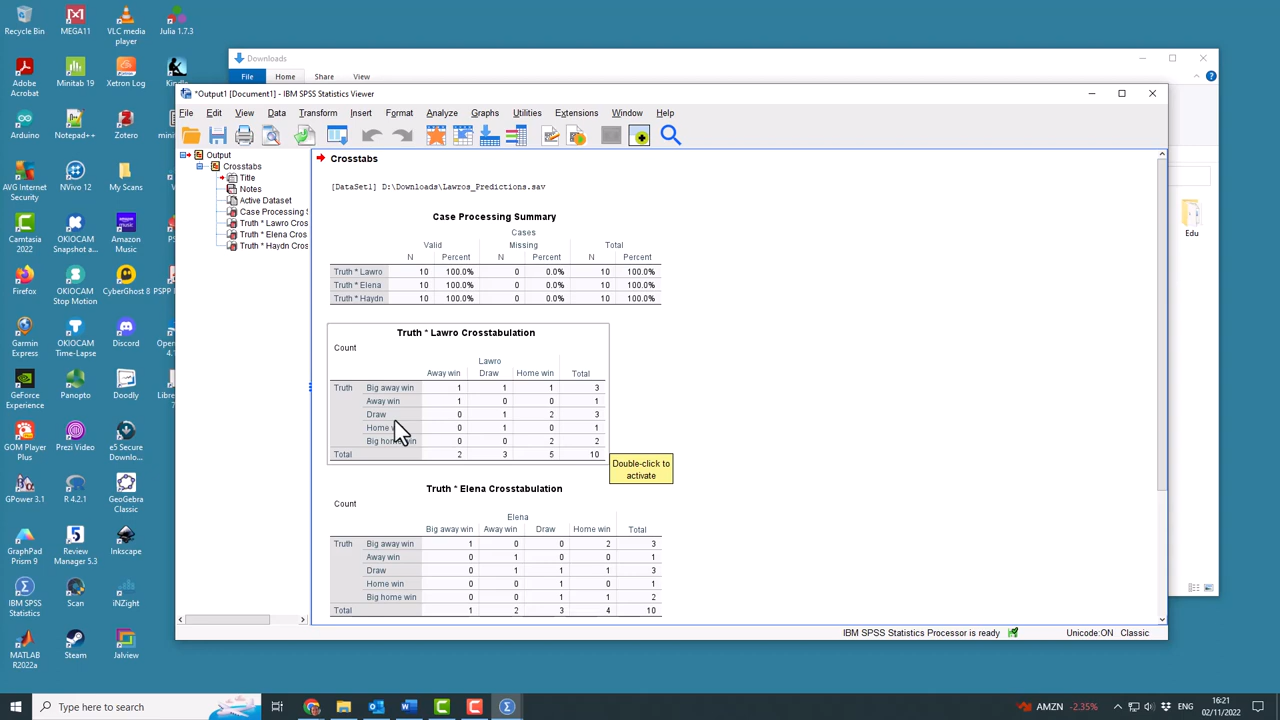 Recycle Bin
MEGA11
VLC media player
Julia 1.7.3
Adobe Acrobat
Minitab 19
Xetron Log
Kindle
Arduino
Notepad++
Zotero
AVG Internet Security
NVivo 12
My Scans
Camtasia 2022
OKIOCAM Snapshot a...
Amazon Music
Firefox
OKIOCAM Stop Motion
CyberGhost 8
Garmin Express
OKIOCAM Time-Lapse
Discord
GeForce Experience
Panopto
Doodly
GOM Player Plus
Prezi Video
e5 Secure Downlo...
GPower 3.1
R 4.2.1
GeoGebra Classic
GraphPad Prism 9
Review Manager 5.3
Inkscape
IBM SPSS Statistics
Scan
iNZight
MATLAB R2022a
Steam
Jalview
Downloads
File Home Share View
Edu
*Output1 [Document1] - IBM SPSS Statistics Viewer
File Edit View Data Transform Insert Format Analyze Graphs Utilities Extensions Window Help
Output
Crosstabs
Title
Notes
Active Dataset
Case Processing S
Truth * Lawro Cros
Truth * Elena Cros
Truth * Haydn Cros
Crosstabs
[DataSet1] D:\Downloads\Lawros_Predictions.sav
Case Processing Summary
Cases
Valid Missing Total
N Percent N Percent N Percent
Truth * Lawro 10 100.0% 0 0.0% 10 100.0%
Truth * Elena 10 100.0% 0 0.0% 10 100.0%
Truth * Haydn 10 100.0% 0 0.0% 10 100.0%
Truth * Lawro Crosstabulation
Count
Lawro
Away win Draw Home win Total
Truth Big away win 1 1 1 3
Away win 1 0 0 1
Draw 0 1 2 3
Home 0 1 0 1
Big home win 0 0 2 2
Total 2 3 5 10
Double-click to activate
Truth * Elena Crosstabulation
Count
Elena
Big away win Away win Draw Home win Total
Truth Big away win 1 0 0 2 3
Away win 0 1 0 0 1
Draw 0 1 1 1 3
Home win 0 0 1 0 1
Big home win 0 0 1 1 2
Total 1 2 3 4 10
IBM SPSS Statistics Processor is ready Unicode:ON Classic
Type here to search
AMZN -2.35%
ENG
16:21
02/11/2022